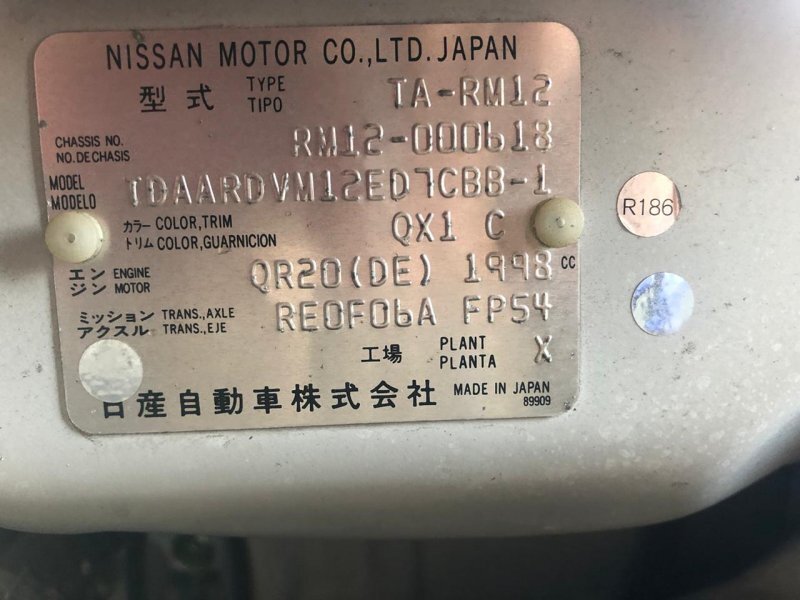 NISSAN MOTOR CO.,LTD. JAPAN
型式 TYPE TIPO TA-RM12
CHASSIS NO. NO.DE CHASIS RM12-000618
MODEL MODELO TDAARDVM12ED7CBB-1
カラー COLOR,TRIM トリム COLOR,GUARNICION QX1 C
エンジン ENGINE MOTOR QR20(DE) 1998 CC
ミッション TRANS.,AXLE アクスル TRANS.,EJE RE0F06A FP54
工場 PLANT PLANTA X
日産自動車株式会社 MADE IN JAPAN
89909
R186